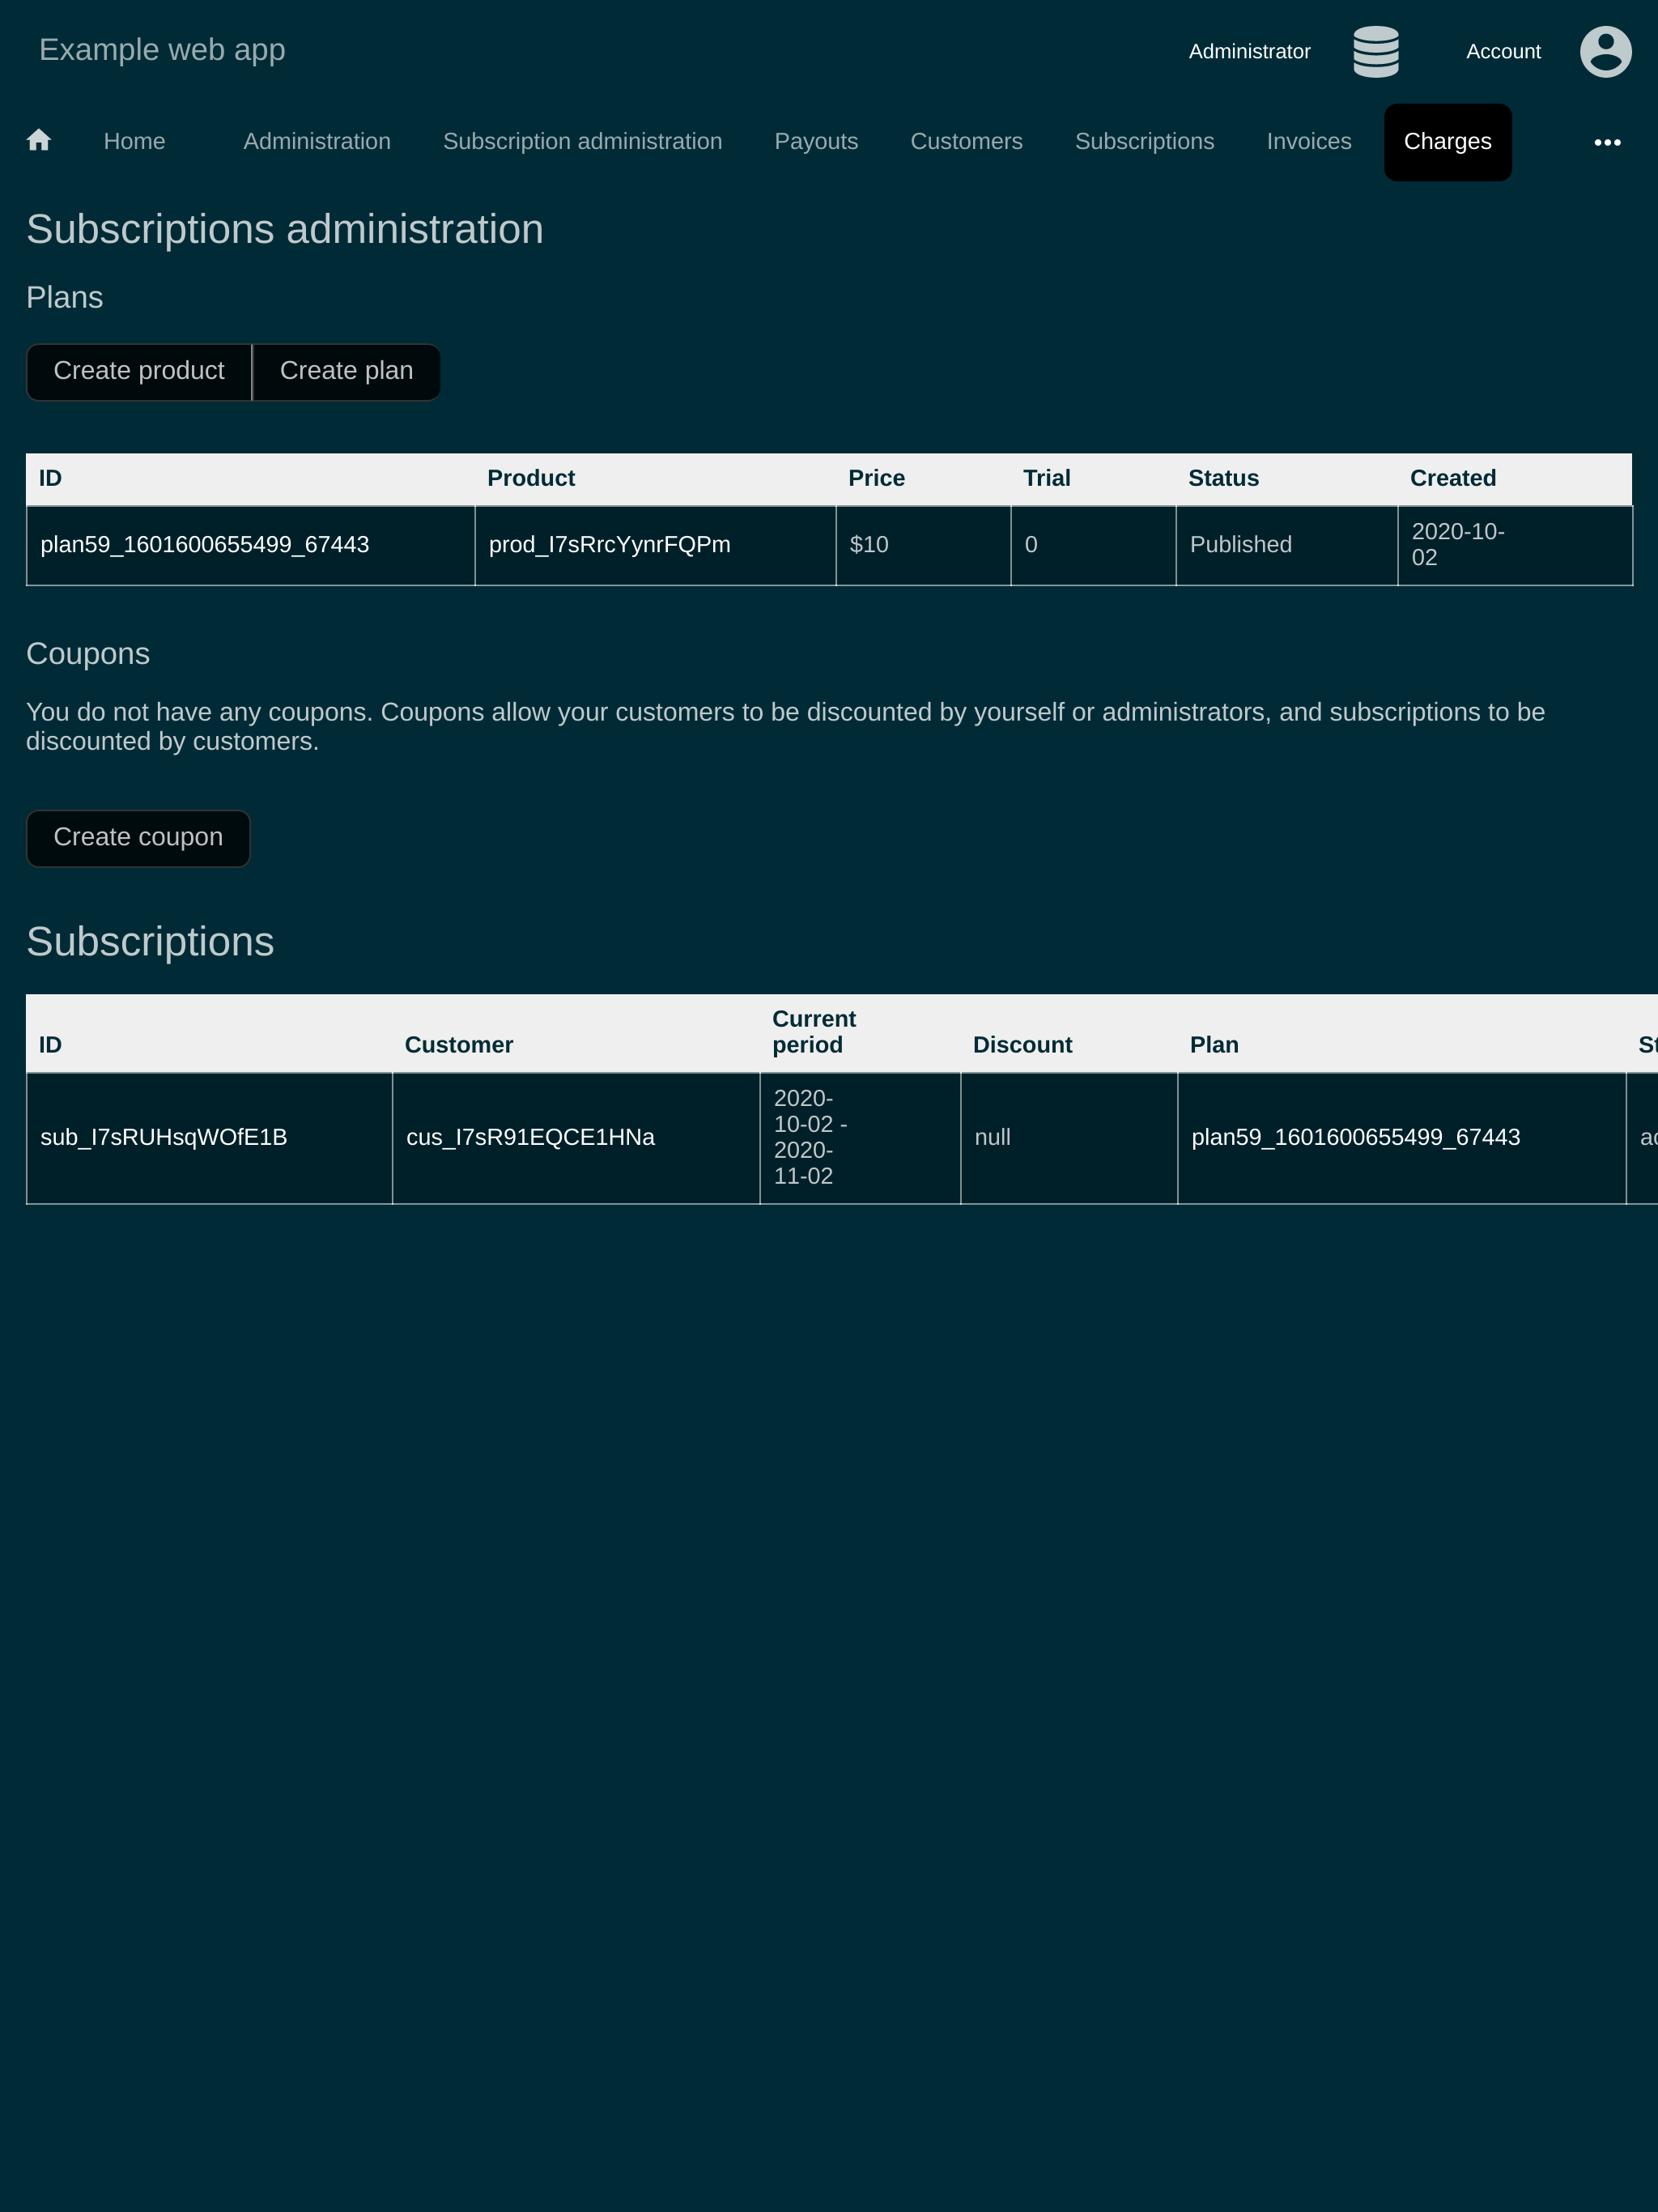 Example web app
Administrator
Account
Home
Administration
Subscription administration
Payouts
Customers
Subscriptions
Invoices
Charges
Subscriptions administration
Plans
Create product
Create plan
ID Product Price Trial Status Created
plan59_1601600655499_67443 prod_I7sRrcYynrFQPm $10 0 Published 2020-10-
02
Coupons
You do not have any coupons. Coupons allow your customers to be discounted by yourself or administrators, and subscriptions to be
discounted by customers.
Create coupon
Subscriptions
ID Customer Current
period Discount Plan
sub_I7sRUHsqWOfE1B cus_I7sR91EQCE1HNa 2020-
10-02 -
2020-
11-02
null plan59_1601600655499_67443